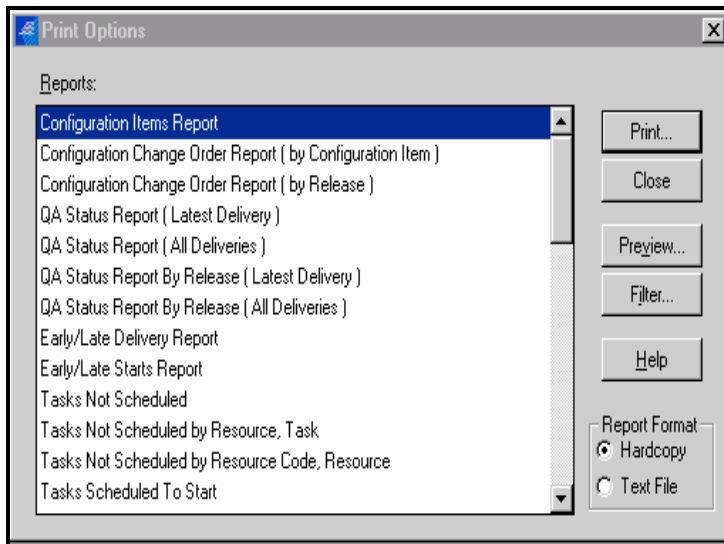 Print Options
Reports:
Configuration Items Report
Configuration Change Order Report ( by Configuration Item )
Configuration Change Order Report ( by Release )
QA Status Report ( Latest Delivery )
QA Status Report ( All Deliveries )
QA Status Report By Release ( Latest Delivery )
QA Status Report By Release ( All Deliveries )
Early/Late Delivery Report
Early/Late Starts Report
Tasks Not Scheduled
Tasks Not Scheduled by Resource, Task
Tasks Not Scheduled by Resource Code, Resource
Tasks Scheduled To Start
Print...
Close
Preview...
Filter...
Help
Report Format
Hardcopy
Text File